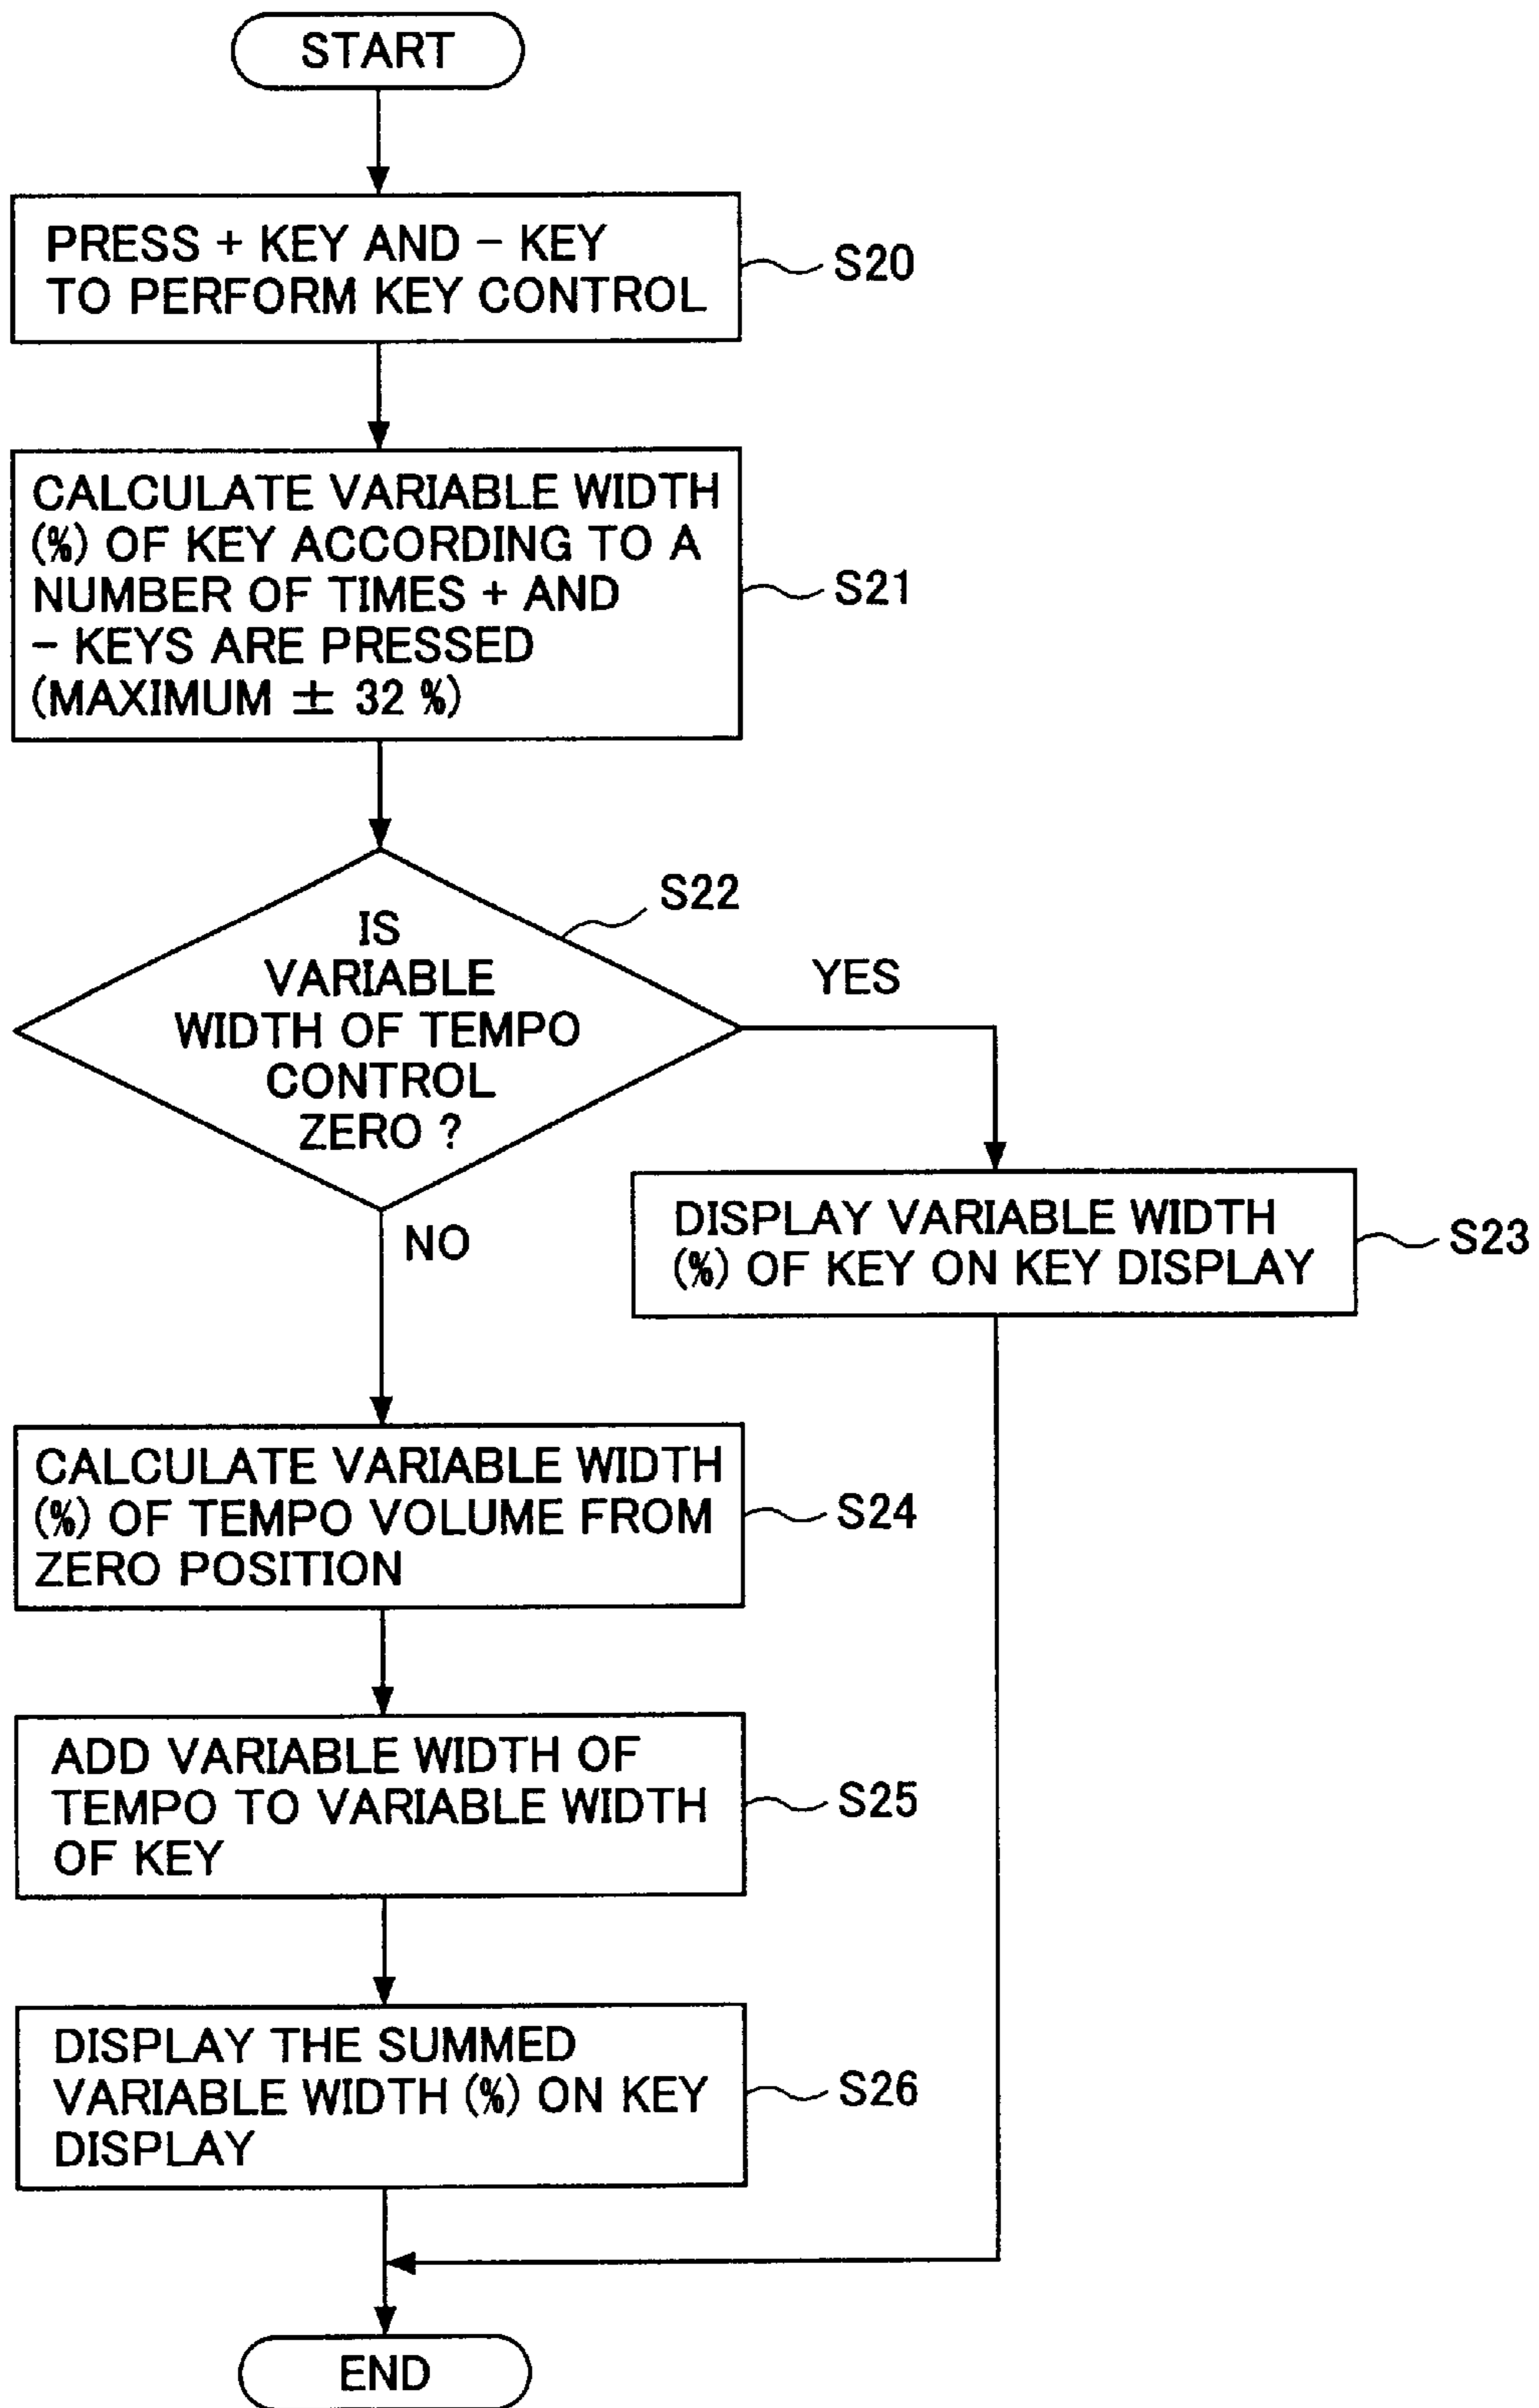 START
PRESS + KEY AND - KEY
TO PERFORM KEY CONTROL
S20
CALCULATE VARIABLE WIDTH
(%) OF KEY ACCORDING TO A
NUMBER OF TIMES + AND
- KEYS ARE PRESSED
(MAXIMUM ± 32 %)
S21
S22
IS
VARIABLE
WIDTH OF TEMPO
CONTROL
ZERO ?
YES
NO
DISPLAY VARIABLE WIDTH
(%) OF KEY ON KEY DISPLAY
S23
CALCULATE VARIABLE WIDTH
(%) OF TEMPO VOLUME FROM
ZERO POSITION
S24
ADD VARIABLE WIDTH OF
TEMPO TO VARIABLE WIDTH
OF KEY
S25
DISPLAY THE SUMMED
VARIABLE WIDTH (%) ON KEY
DISPLAY
S26
END